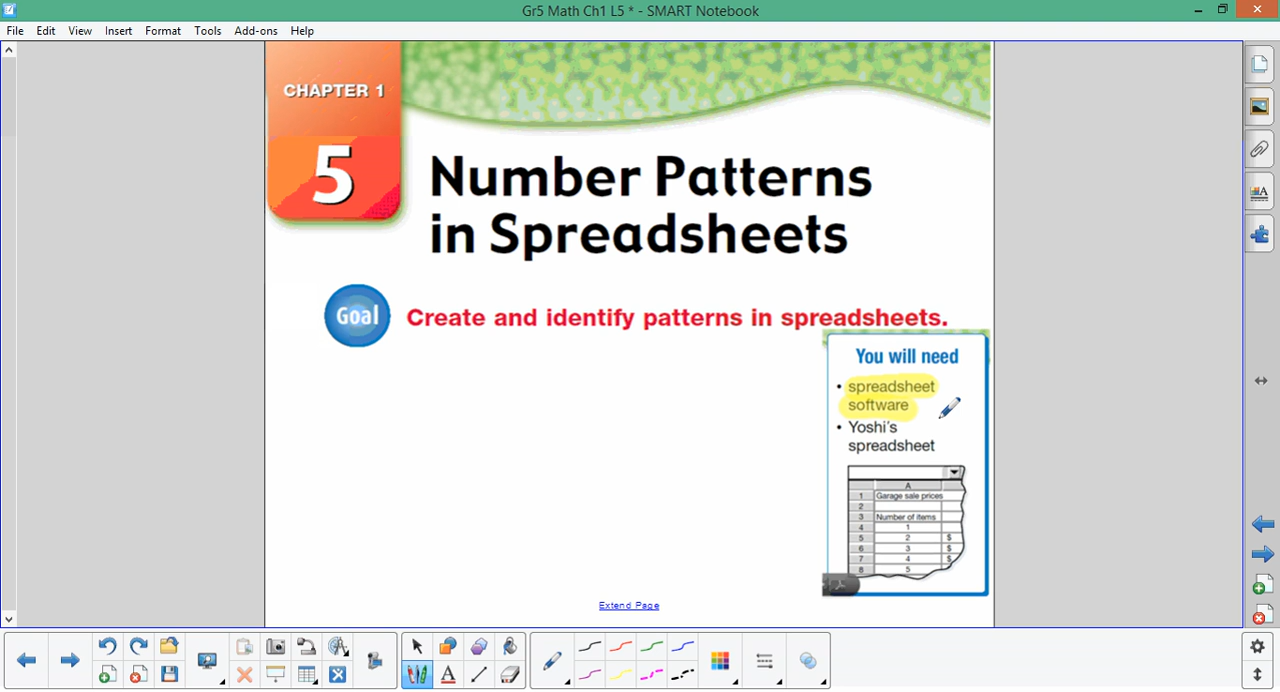 Gr5 Math Ch1 L5 * - SMART Notebook
File Edit View Insert Format Tools Add-ons Help
CHAPTER 1
5
Number Patterns
in Spreadsheets
Goal
Create and identify patterns in spreadsheets.
You will need
• spreadsheet
software
• Yoshi's
spreadsheet
A
1 Garage sale prices
2
3 Number of items
4 1
5 2 $
6 3 $
7 4 $
8 5
Extend Page